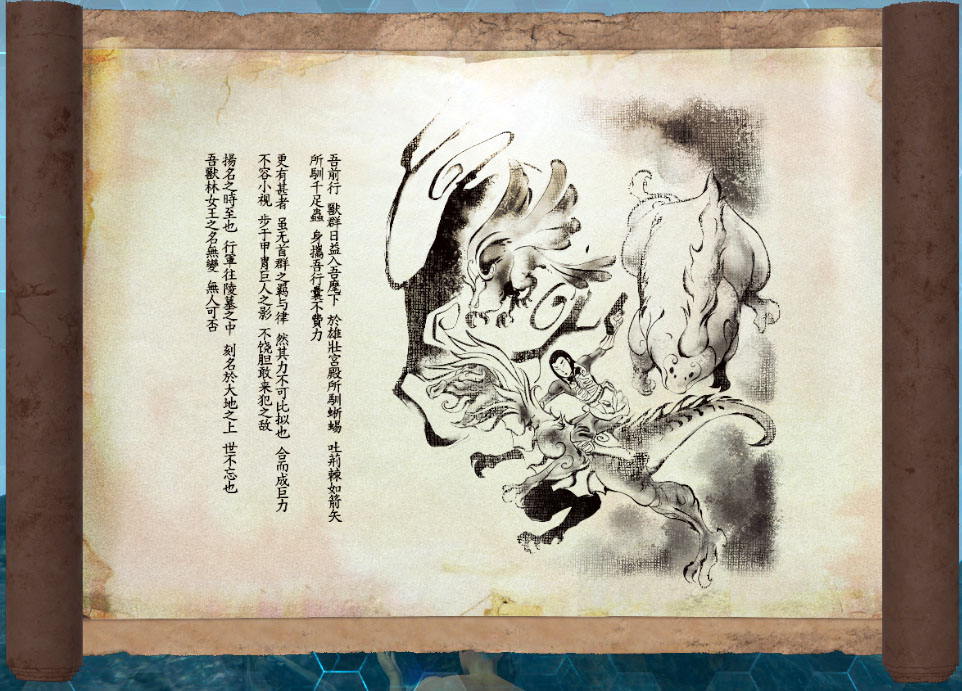 吾前行 獸群日益入吾麾下 於雄壯宮殿所馴蜥蜴 吐荊棘如箭矢
所馴千足蟲 身攜吾行囊不費力
更有甚者 虽无首群之羁与律 然其力不可比拟也 合而成巨力
不容小视 步于甲胄巨人之影 不饶胆敢来犯之敌
揚名之時至也 行軍往陵墓之中 刻名於大地之上 世不忘也
吾獸林女王之名無變 無人可否